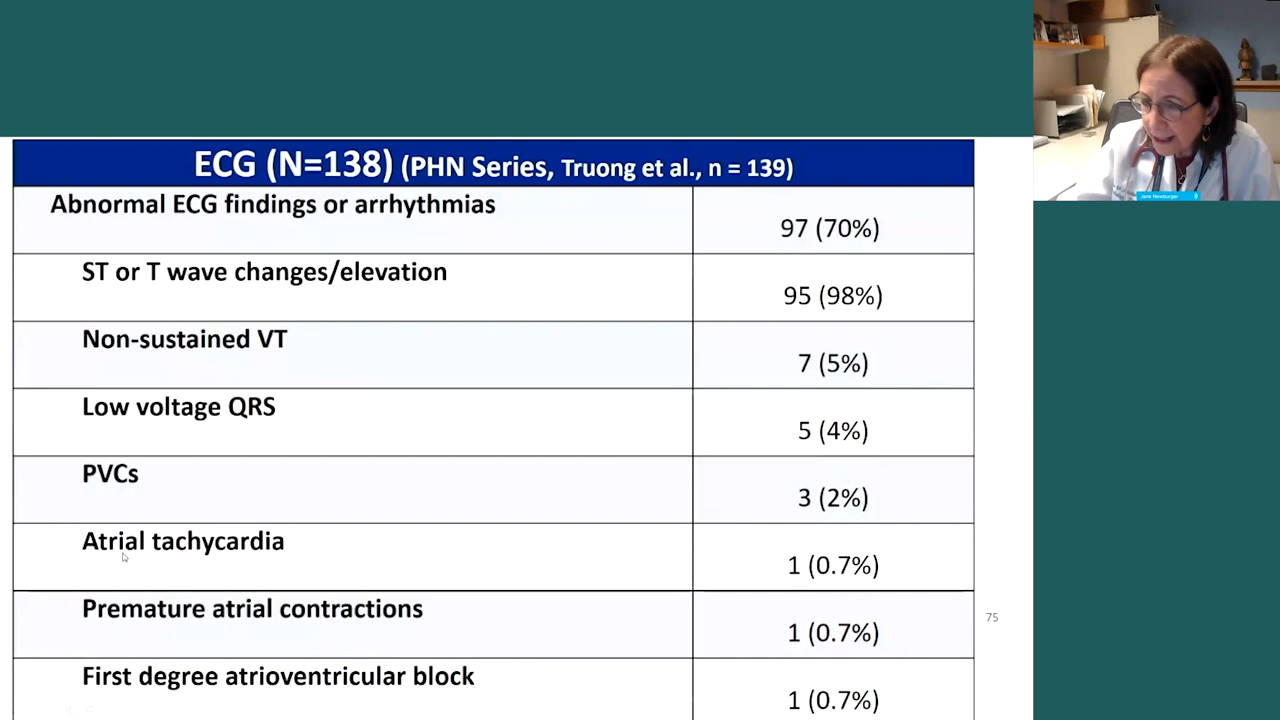 ECG (N=138) (PHN Series, Truong et al., n = 139)
Abnormal ECG findings or arrhythmias
97 (70%)
ST or T wave changes/elevation
95 (98%)
Non-sustained VT
7 (5%)
Low voltage QRS
5 (4%)
PVCs
3 (2%)
Atrial tachycardia
1 (0.7%)
Premature atrial contractions
1 (0.7%)
First degree atrioventricular block
1 (0.7%)
75
Jane Newburger